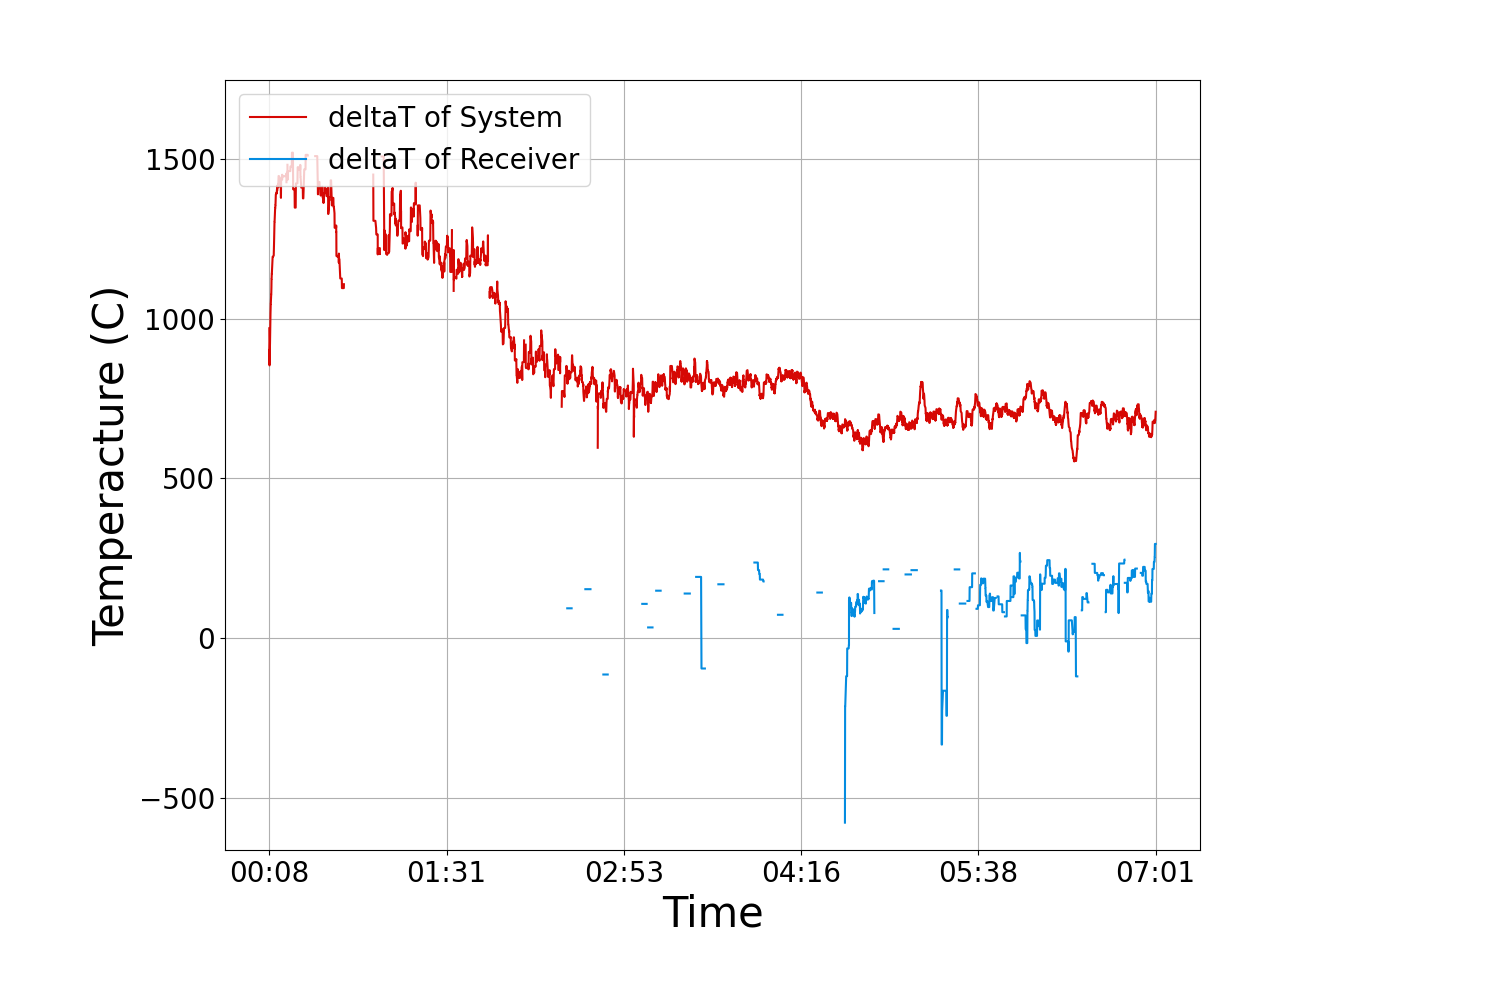 deltaT of System
deltaT of Receiver
1500
1000
500
0
−500
Temperacture (C)
00:08 01:31 02:53 04:16 05:38 07:01
Time